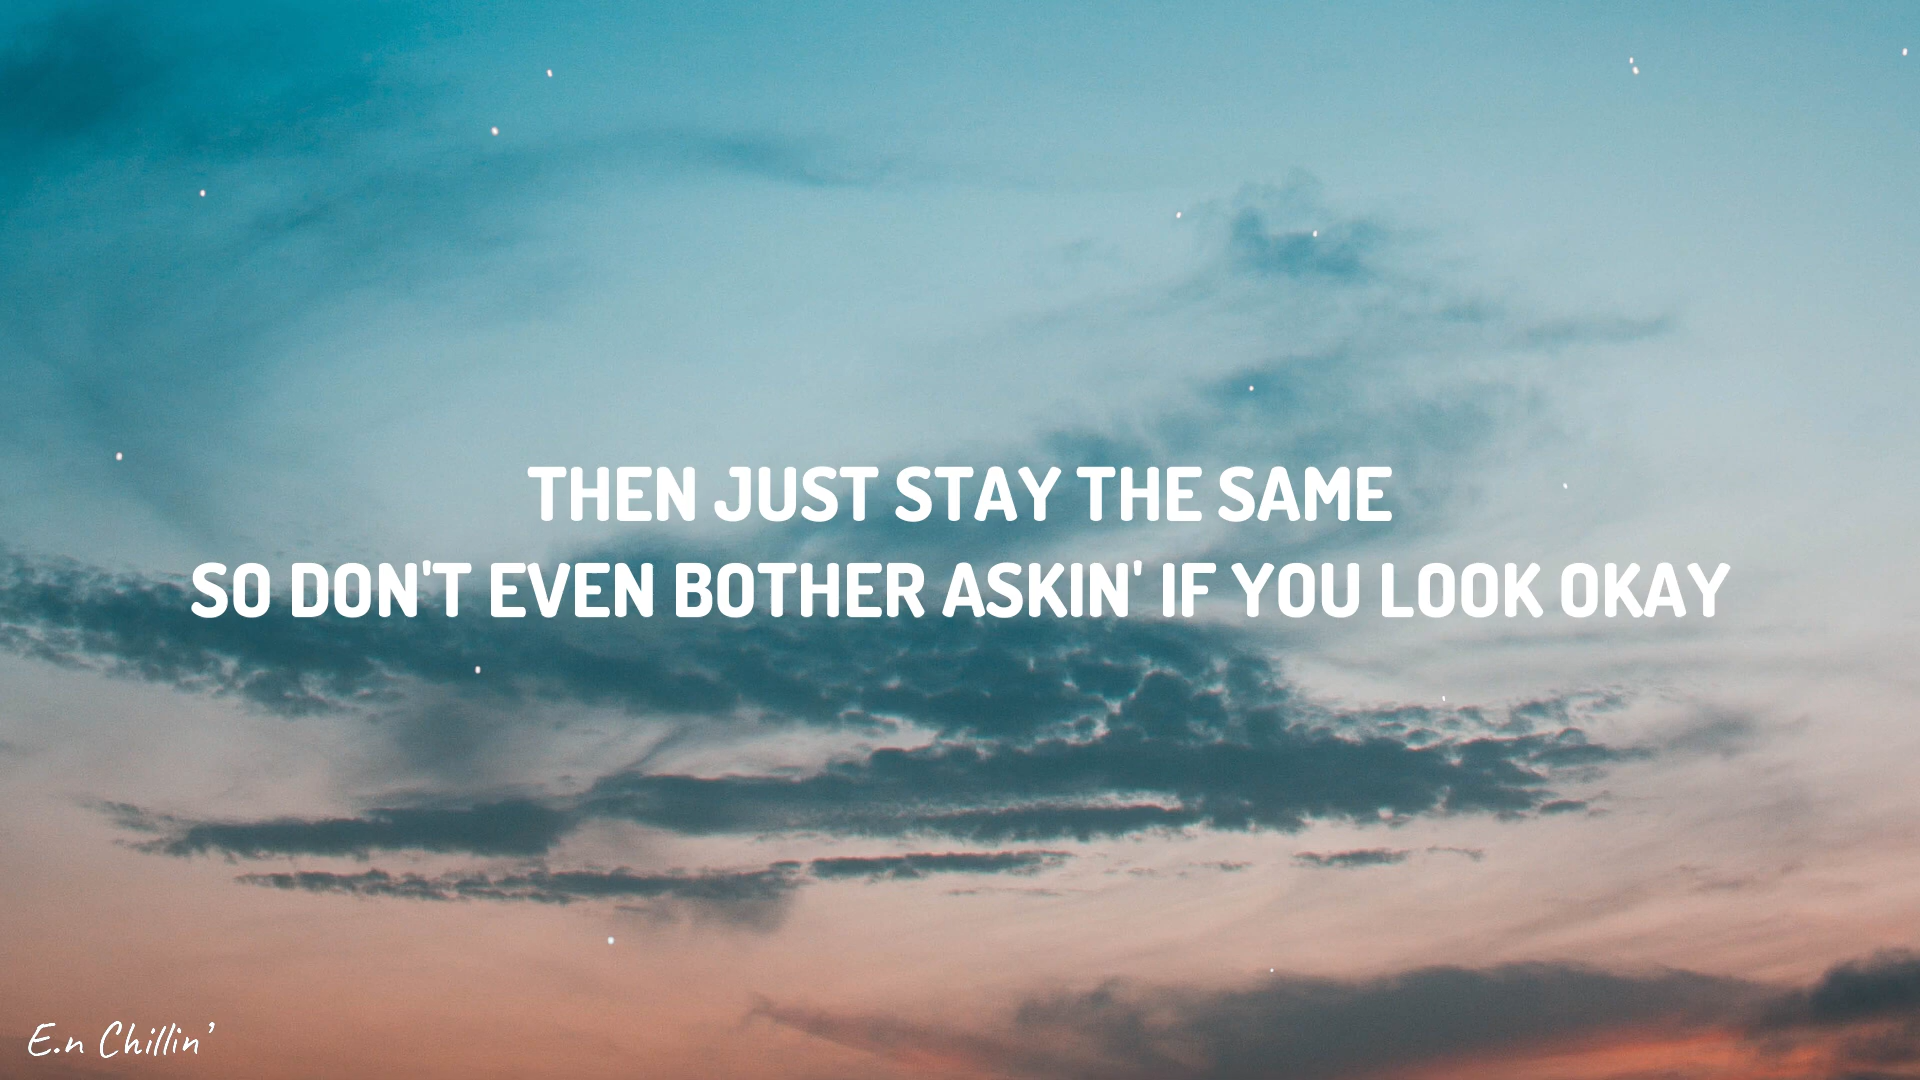 THEN JUST STAY THE SAME
SO DON'T EVEN BOTHER ASKIN' IF YOU LOOK OKAY
E.n Chillin'